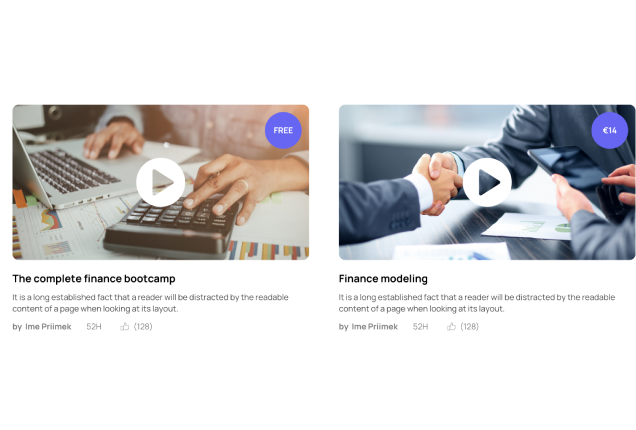 FREE
The complete finance bootcamp
It is a long established fact that a reader will be distracted by the readable
content of a page when looking at its layout.
by Ime Priimek 52H (128)
€14
Finance modeling
It is a long established fact that a reader will be distracted by the readable
content of a page when looking at its layout.
by Ime Priimek 52H (128)